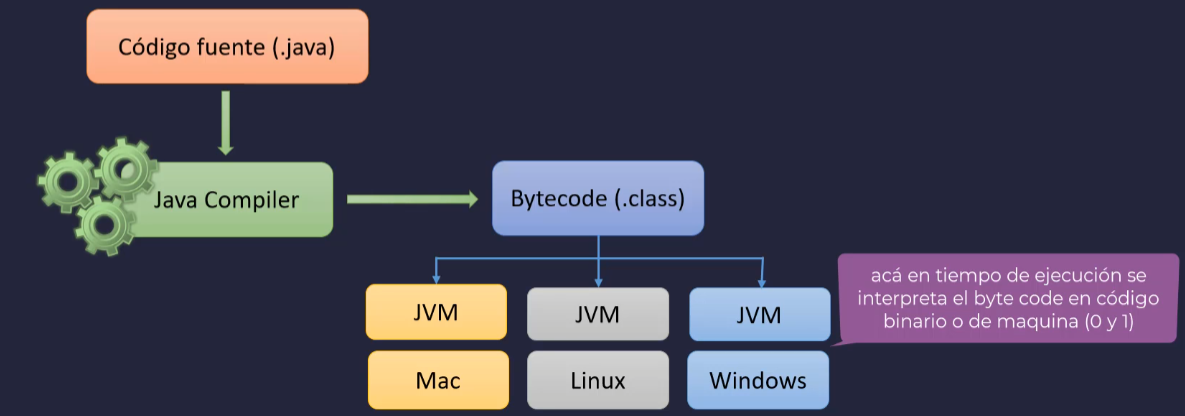 Código fuente (.java)
Java Compiler
Bytecode (.class)
JVM
JVM
JVM
acá en tiempo de ejecución se
interpreta el byte code en código
binario o de maquina (0 y 1)
Mac
Linux
Windows